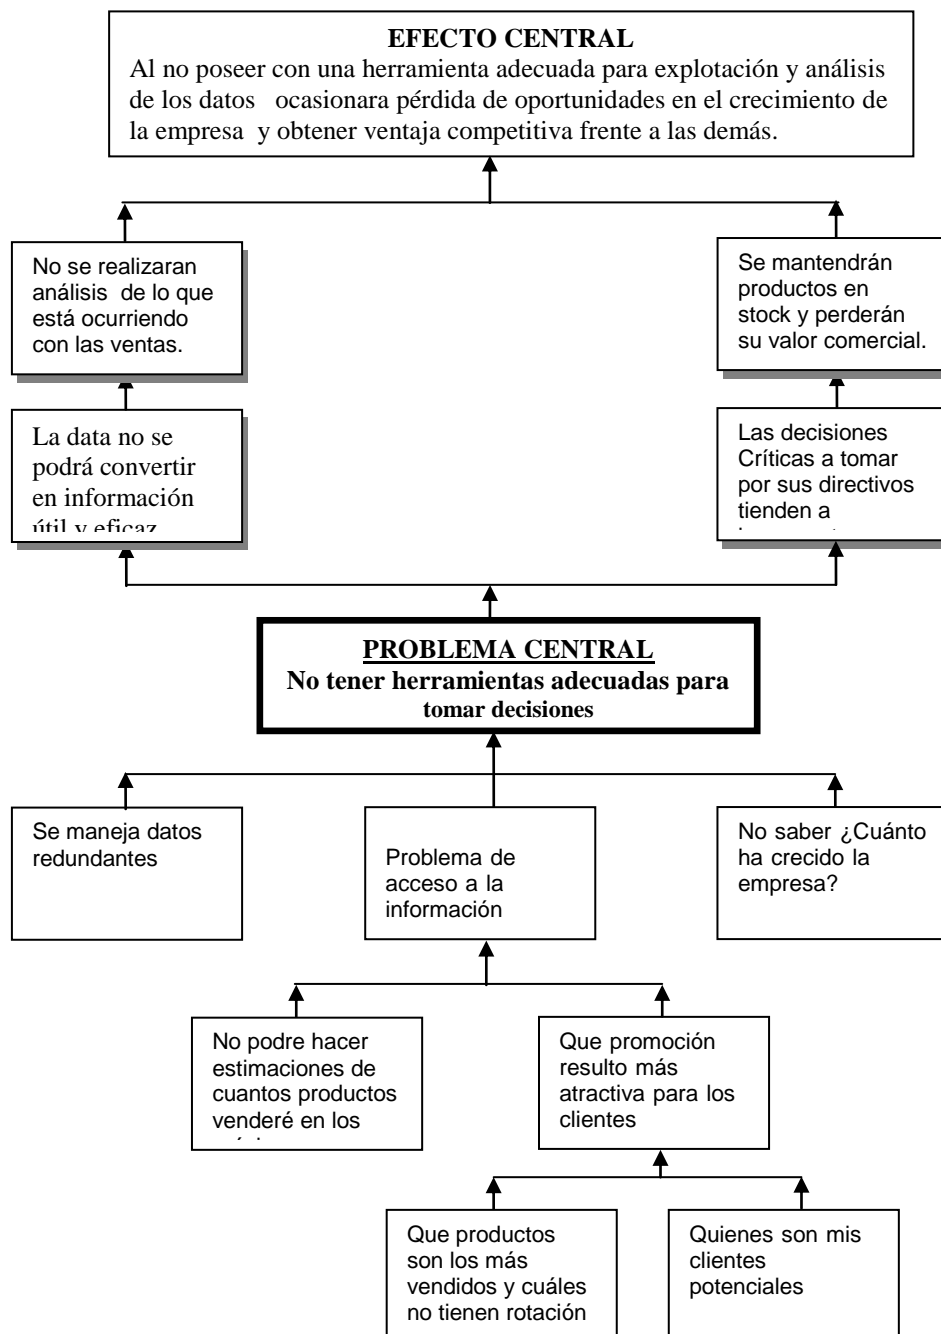 EFECTO CENTRAL
Al no poseer con una herramienta adecuada para explotación y análisis
de los datos ocasionara pérdida de oportunidades en el crecimiento de
la empresa y obtener ventaja competitiva frente a las demás.
No se realizaran
análisis de lo que
está ocurriendo
con las ventas.
Se mantendrán
productos en
stock y perderán
su valor comercial.
La data no se
podrá convertir
en información
útil y eficaz
Las decisiones
Críticas a tomar
por sus directivos
tienden a
PROBLEMA CENTRAL
No tener herramientas adecuadas para
tomar decisiones
Se maneja datos
redundantes
Problema de
acceso a la
información
No saber ¿Cuánto
ha crecido la
empresa?
No podre hacer
estimaciones de
cuantos productos
venderé en los
Que promoción
resulto más
atractiva para los
clientes
Que productos
son los más
vendidos y cuáles
no tienen rotación
Quienes son mis
clientes
potenciales